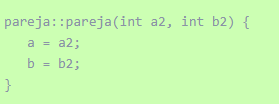 pareja::pareja(int a2, int b2) {
   a = a2;
   b = b2;
}